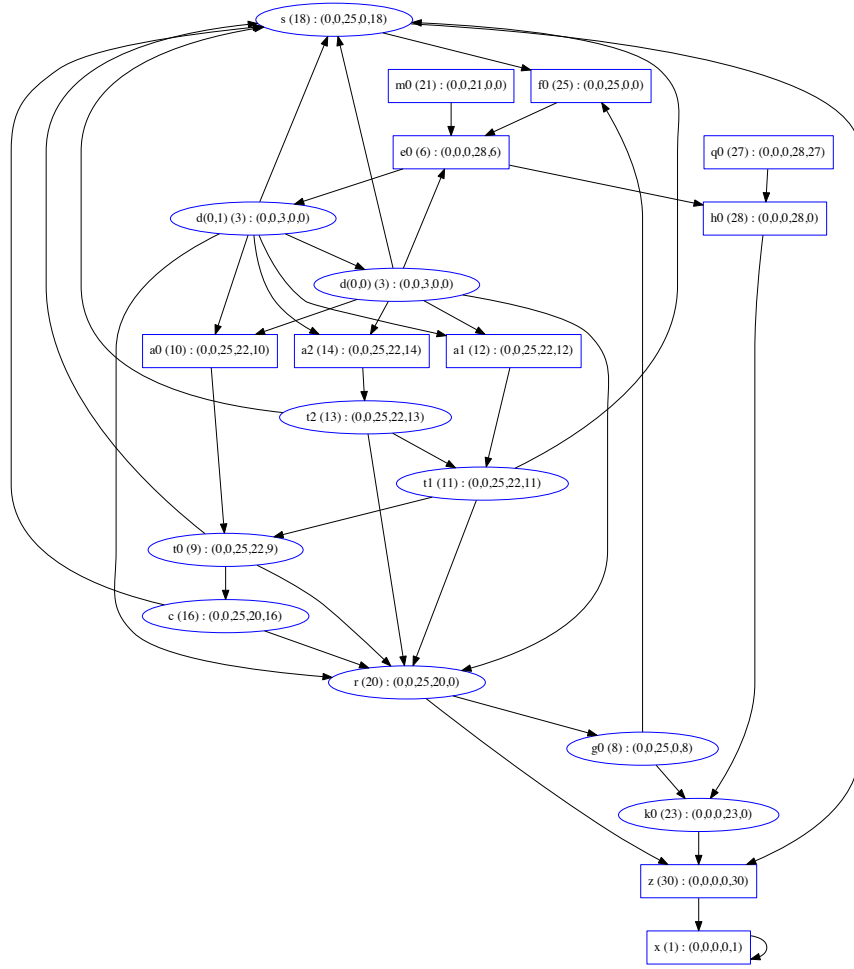 s (18) : (0,0,25,0,18)
m0 (21) : (0,0,21,0,0)
f0 (25) : (0,0,25,0,0)
e0 (6) : (0,0,0,28,6)
q0 (27) : (0,0,0,28,27)
d(0,1) (3) : (0,0,3,0,0)
h0 (28) : (0,0,0,28,0)
d(0,0) (3) : (0,0,3,0,0)
a0 (10) : (0,0,25,22,10)
a2 (14) : (0,0,25,22,14)
a1 (12) : (0,0,25,22,12)
t2 (13) : (0,0,25,22,13)
t1 (11) : (0,0,25,22,11)
t0 (9) : (0,0,25,22,9)
c (16) : (0,0,25,20,16)
r (20) : (0,0,25,20,0)
g0 (8) : (0,0,25,0,8)
k0 (23) : (0,0,0,23,0)
z (30) : (0,0,0,0,30)
x (1) : (0,0,0,0,1)